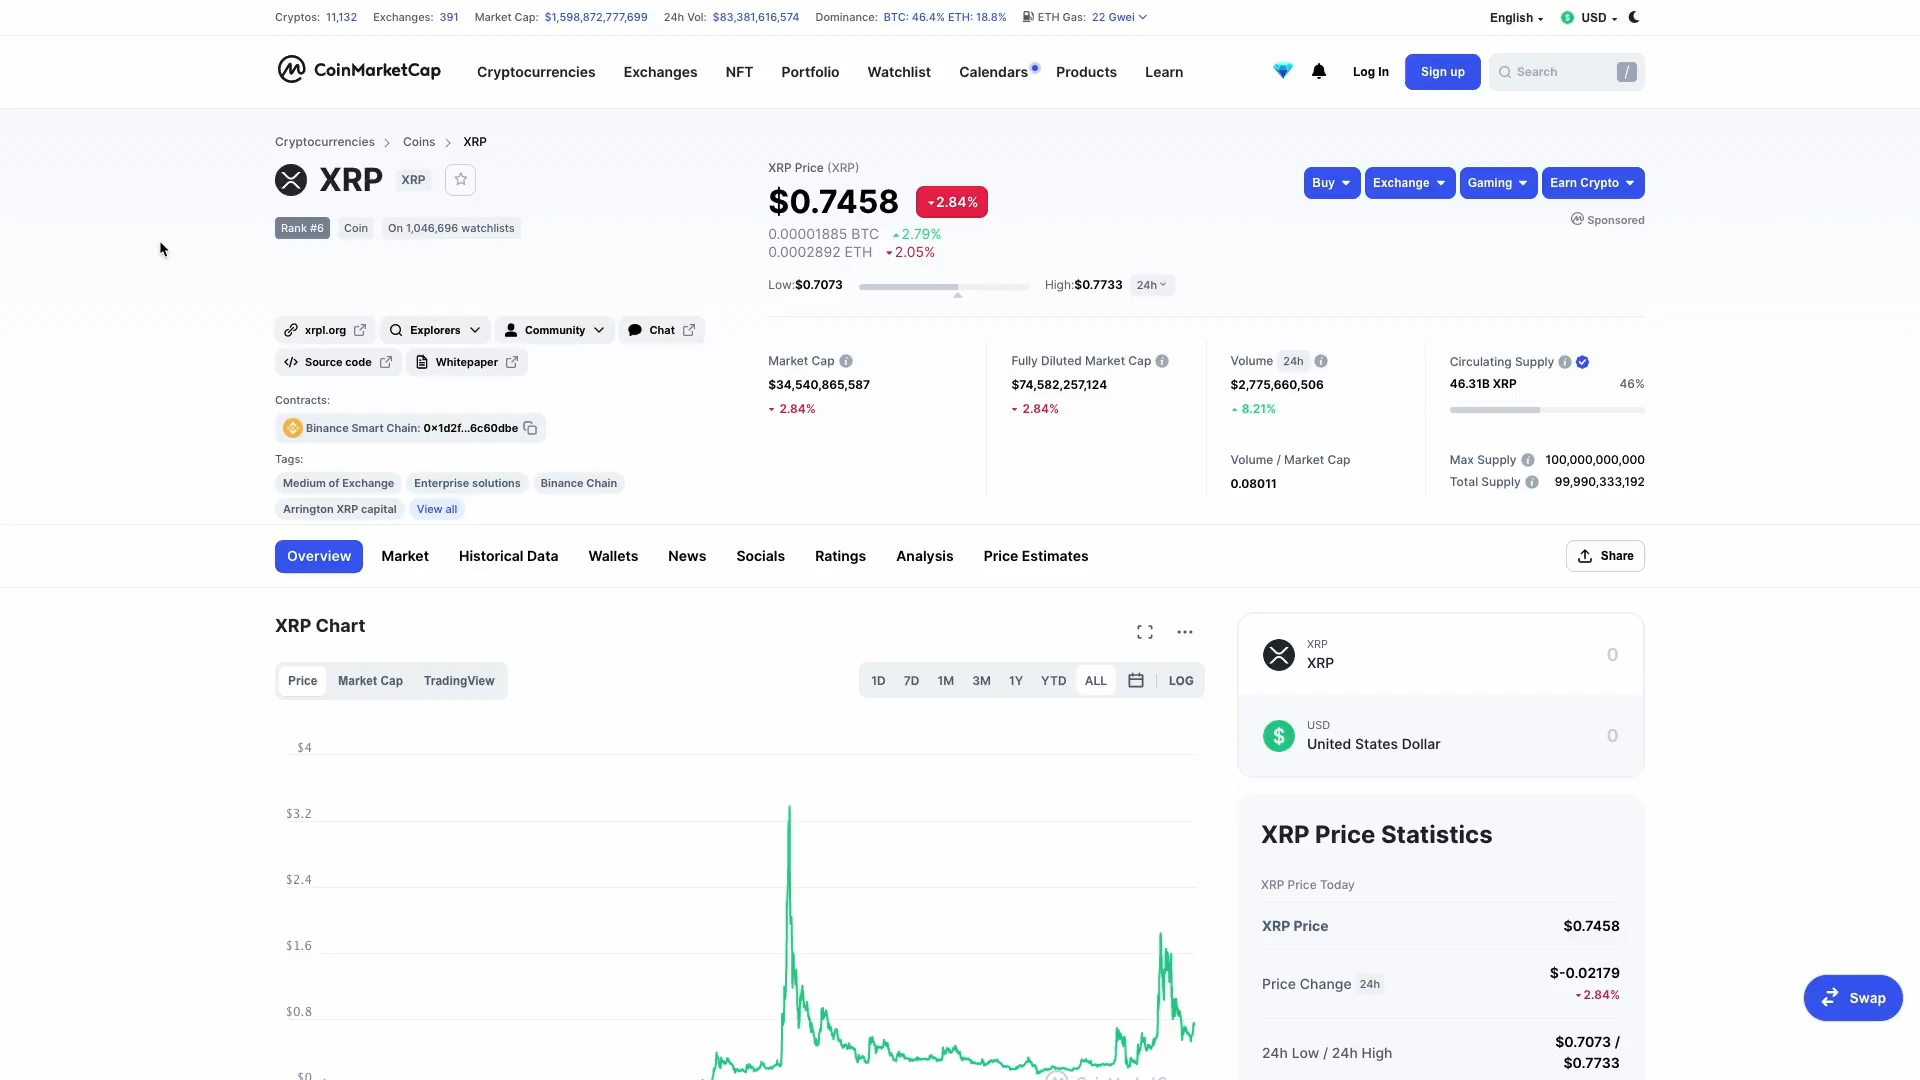 Cryptos: 11,132 Exchanges: 391 Market Cap: $1,598,872,777,699 24h Vol: $83,381,616,574 Dominance: BTC: 46.4% ETH: 18.8% ETH Gas: 22 Gwei English USD
CoinMarketCap Cryptocurrencies Exchanges NFT Portfolio Watchlist Calendars Products Learn Log In Sign up Search /
Cryptocurrencies Coins XRP
XRP XRP
Rank #6 Coin On 1,046,696 watchlists
xrpl.org Explorers Community Chat
Source code Whitepaper
Contracts:
Binance Smart Chain: 0x1d2f...6c60dbe
Tags:
Medium of Exchange Enterprise solutions Binance Chain
Arrington XRP capital View all
XRP Price (XRP)
$0.7458 2.84%
0.00001885 BTC 2.79%
0.0002892 ETH 2.05%
Low:$0.7073 High:$0.7733 24h
Buy Exchange Gaming Earn Crypto
Sponsored
Market Cap
$34,540,865,587
2.84%
Fully Diluted Market Cap
$74,582,257,124
2.84%
Volume 24h
$2,775,660,506
8.21%
Volume / Market Cap
0.08011
Circulating Supply
46.31B XRP 46%
Max Supply 100,000,000,000
Total Supply 99,990,333,192
Overview Market Historical Data Wallets News Socials Ratings Analysis Price Estimates Share
XRP Chart
Price Market Cap TradingView 1D 7D 1M 3M 1Y YTD ALL LOG
$4
$3.2
$2.4
$1.6
$0.8
$0
XRP
XRP 0
USD
United States Dollar 0
XRP Price Statistics
XRP Price Today
XRP Price $0.7458
Price Change 24h $-0.02179
2.84%
24h Low / 24h High $0.7073 /
$0.7733
Swap